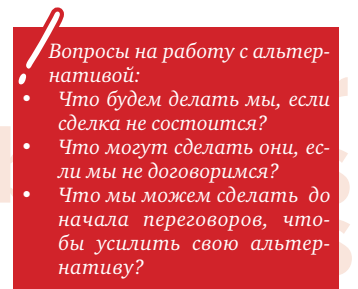 Вопросы на работу с альтер-
нативой:
• Что будем делать мы, если
сделка не состоится?
• Что могут сделать они, ес-
ли мы не договоримся?
• Что мы можем сделать до
начала переговоров, что-
бы усилить свою альтер-
нативу?